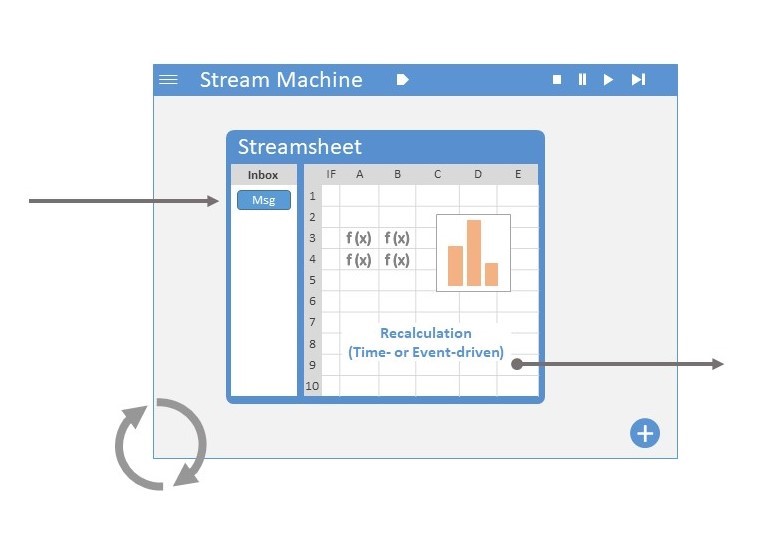 Stream Machine
Streamsheet
Inbox IF A B C D E
Msg
1
2
3 f(x) f(x)
4 f(x) f(x)
5
6
7
Recalculation
8
(Time- or Event-driven)
9
10